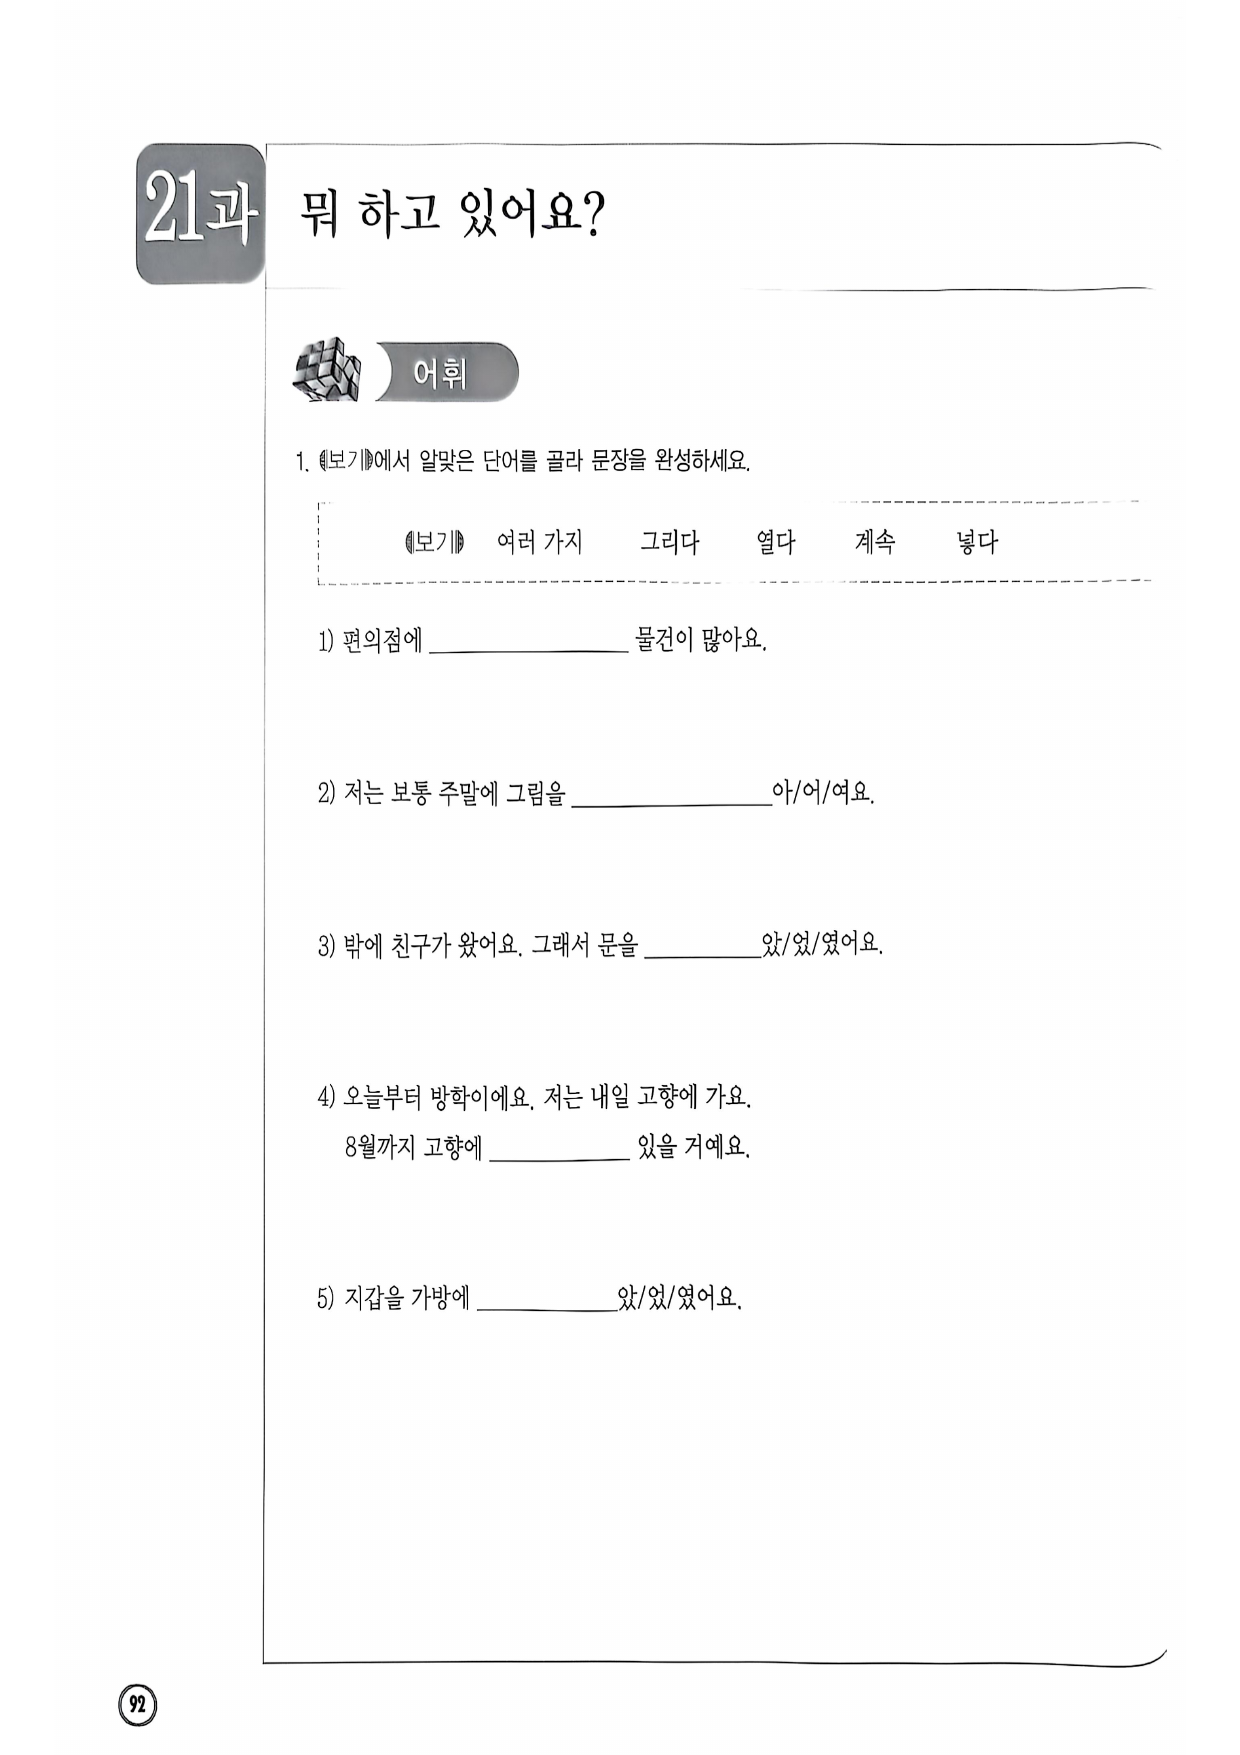 21과 뭐 하고 있어요?
어휘
1. 《보기》에서 알맞은 단어를 골라 문장을 완성하세요.
《보기》 여러 가지 그리다 열다 계속 넣다
1) 편의점에 ______________ 물건이 많아요.
2) 저는 보통 주말에 그림을 ______________아/어/여요.
3) 밖에 친구가 왔어요. 그래서 문을 ________았/었/였어요.
4) 오늘부터 방학이에요. 저는 내일 고향에 가요.
8월까지 고향에 __________ 있을 거예요.
5) 지갑을 가방에 __________았/었/였어요.
92